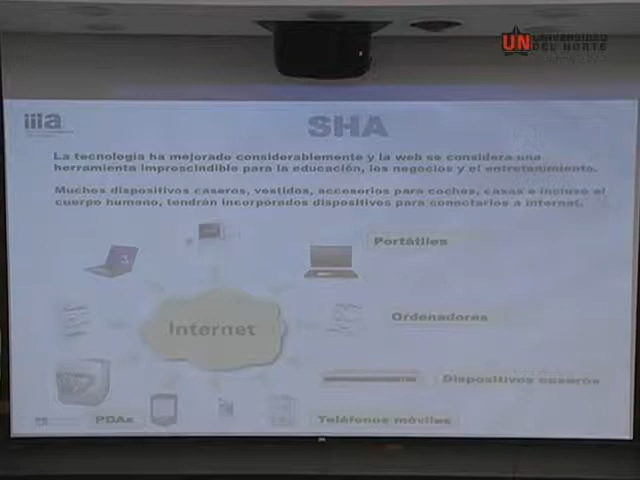 UN UNIVERSIDAD
DEL NORTE
iiia
SHA
La tecnología ha mejorado considerablemente y la web se considera una
herramienta imprescindible para la educación, los negocios y el entretenimiento.
Muchos dispositivos caseros, vestidos, accesorios para coches, casas e incluso el
cuerpo humano, tendrán incorporados dispositivos para conectarlos a internet.
Portátiles
Internet
Ordenadores
Dispositivos caseros
PDAs
Teléfonos móviles